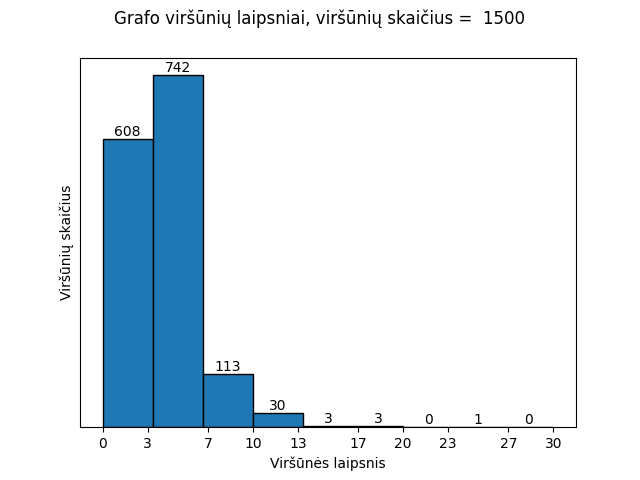 Grafo viršūnių laipsniai, viršūnių skaičius =  1500
742
608
113
30
3
3
0
1
0
Viršūnių skaičius
0 3 7 10 13 17 20 23 27 30
Viršūnės laipsnis